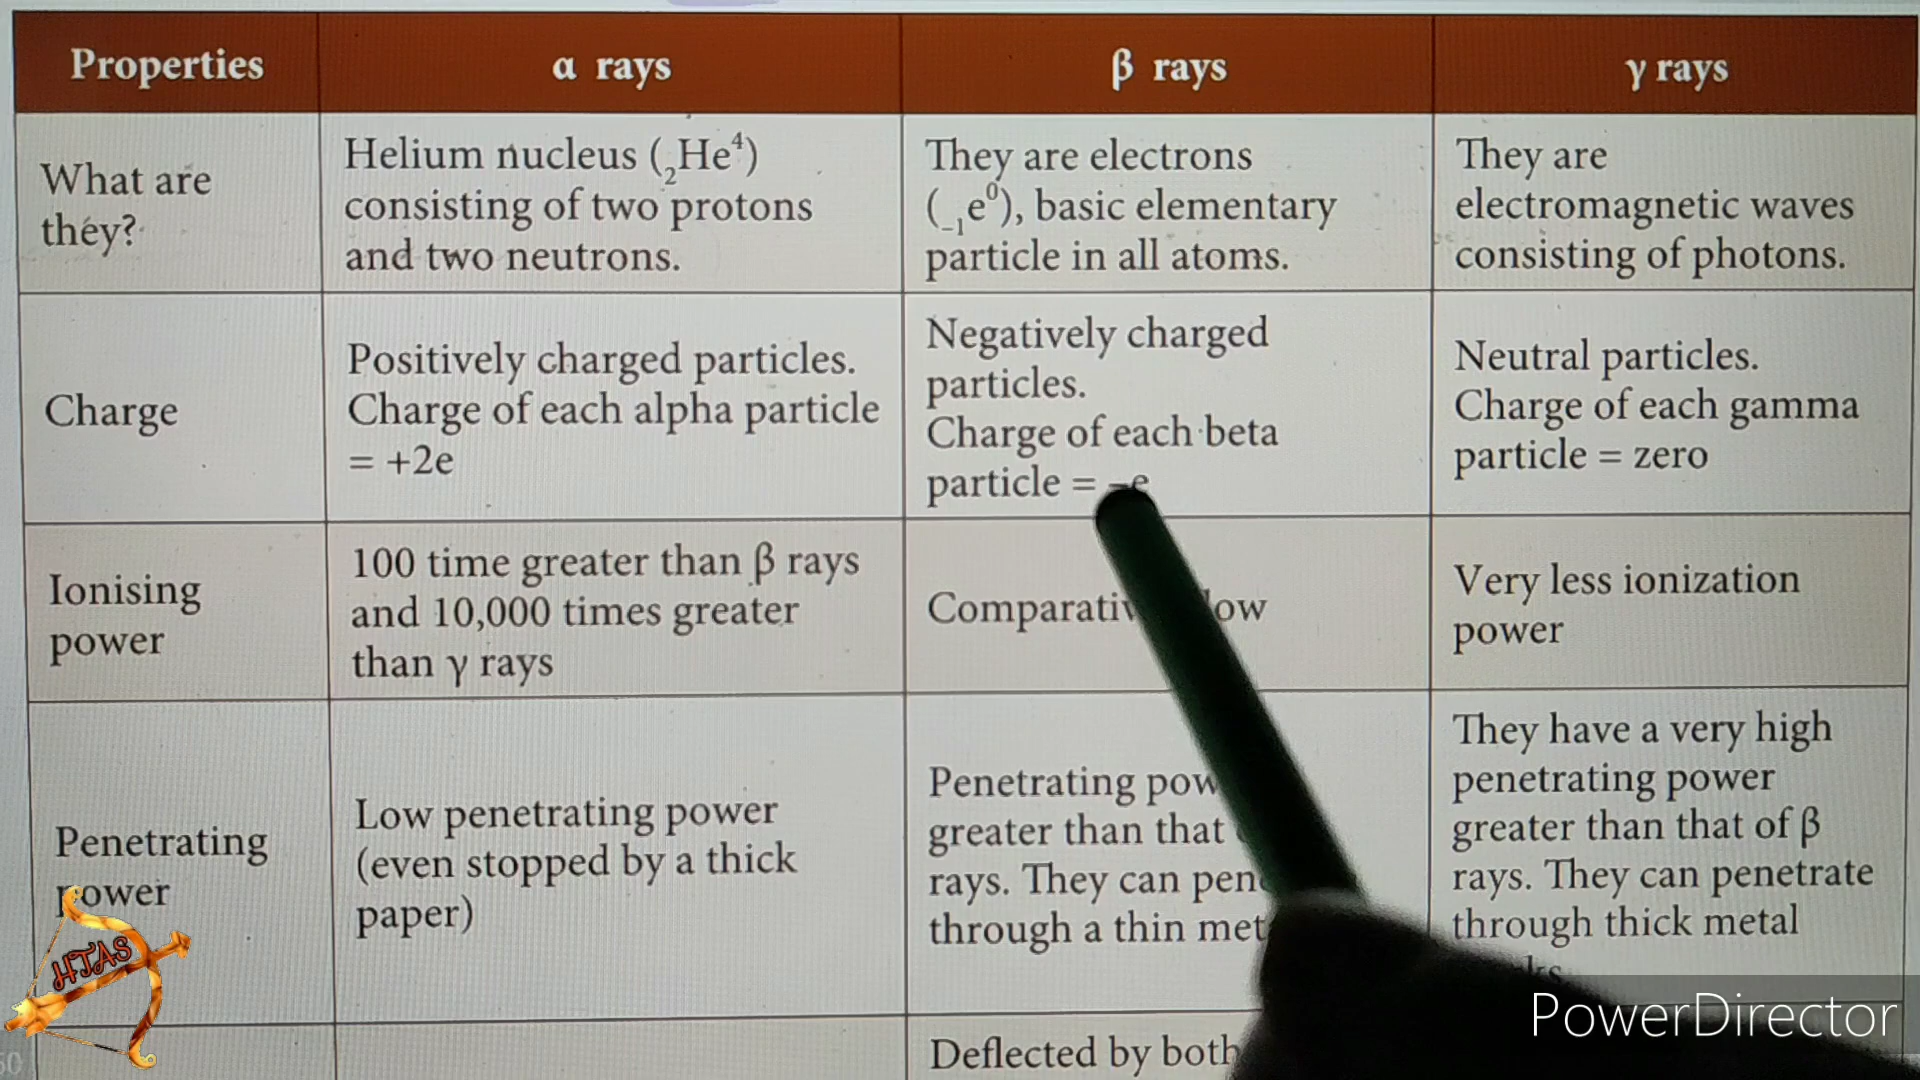 Properties
α rays
β rays
γ rays
What are
they?
Helium nucleus (₂He⁴)
consisting of two protons
and two neutrons.
They are electrons
(₋₁e⁰), basic elementary
particle in all atoms.
They are
electromagnetic waves
consisting of photons.
Charge
Positively charged particles.
Charge of each alpha particle
= +2e
Negatively charged
particles.
Charge of each beta
particle = –e
Neutral particles.
Charge of each gamma
particle = zero
Ionising
power
100 time greater than β rays
and 10,000 times greater
than γ rays
low
Very less ionization
power
Penetrating
power
Low penetrating power
(even stopped by a thick
paper)
Penetrating
greater than that
rays. They can
through a thin
They have a very high
penetrating power
greater than that of β
rays. They can penetrate
through thick metal
Deflected by both
HTAS
PowerDirector